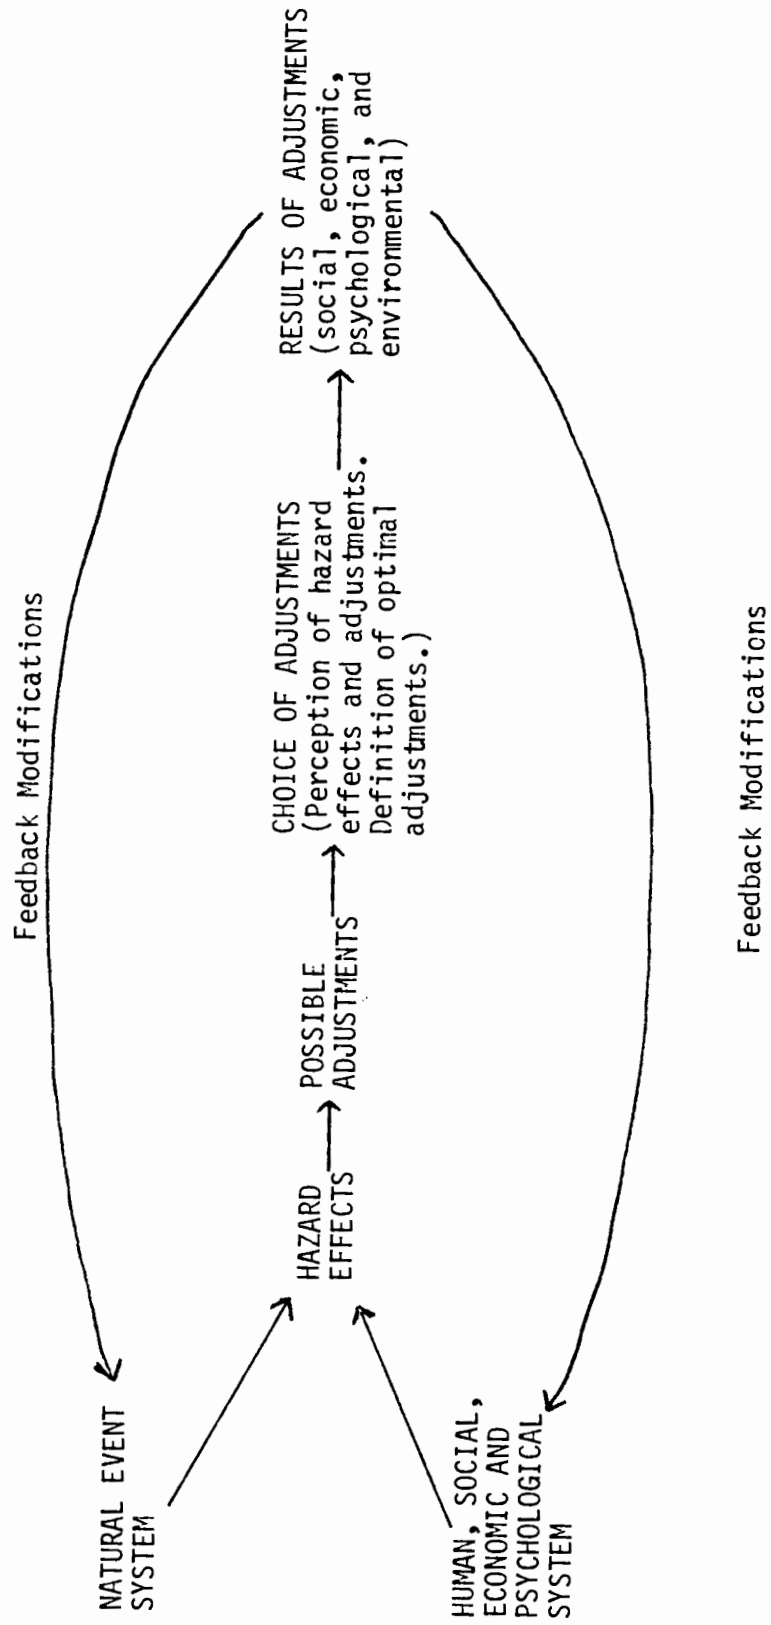 Feedback Modifications
NATURAL EVENT
SYSTEM
HAZARD
EFFECTS
POSSIBLE
ADJUSTMENTS
CHOICE OF ADJUSTMENTS
(Perception of hazard
effects and adjustments.
Definition of optimal
adjustments.)
RESULTS OF ADJUSTMENTS
(social, economic,
psychological, and
environmental)
HUMAN, SOCIAL,
ECONOMIC AND
PSYCHOLOGICAL
SYSTEM
Feedback Modifications